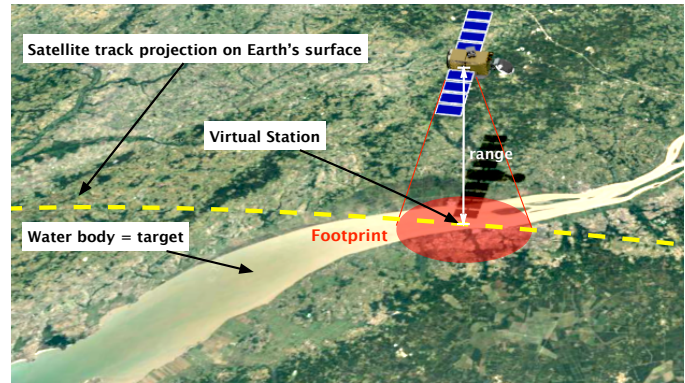 Satellite track projection on Earth's surface
Virtual Station
range
Footprint
Water body = target